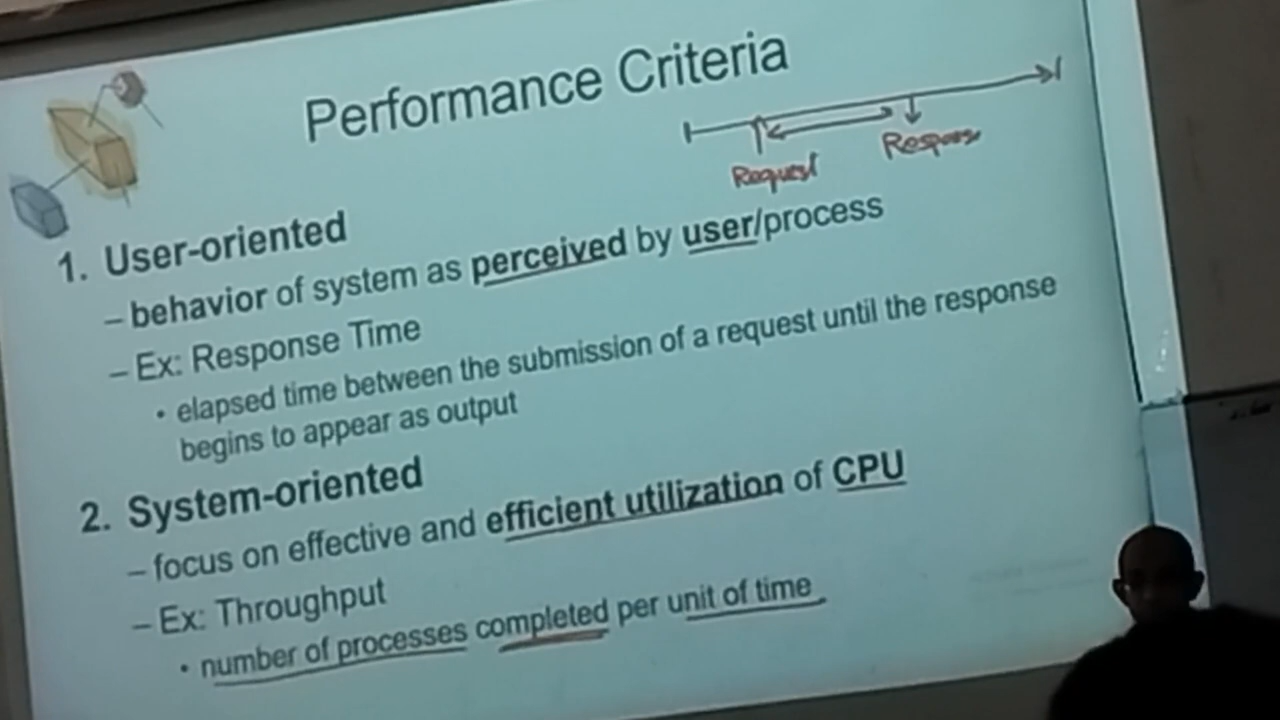 Performance Criteria
Request
Response
1. User-oriented
– behavior of system as perceived by user/process
– Ex: Response Time
• elapsed time between the submission of a request until the response
begins to appear as output
2. System-oriented
– focus on effective and efficient utilization of CPU
– Ex: Throughput
• number of processes completed per unit of time